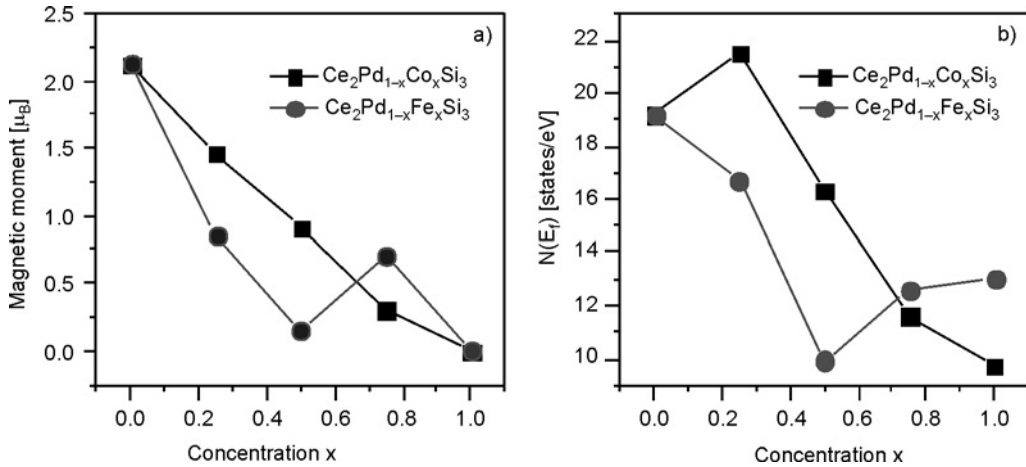 a)
2.5
2.0
1.5
1.0
0.5
0.0
Magnetic moment [μB]
Ce2Pd1–xCoxSi3
Ce2Pd1–xFexSi3
0.0 0.2 0.4 0.6 0.8 1.0
Concentration x
b)
22
21
19
18
16
14
13
12
10
N(Ef) [states/eV]
Ce2Pd1–xCoxSi3
Ce2Pd1–xFexSi3
0.0 0.2 0.4 0.6 0.8 1.0
Concentration x